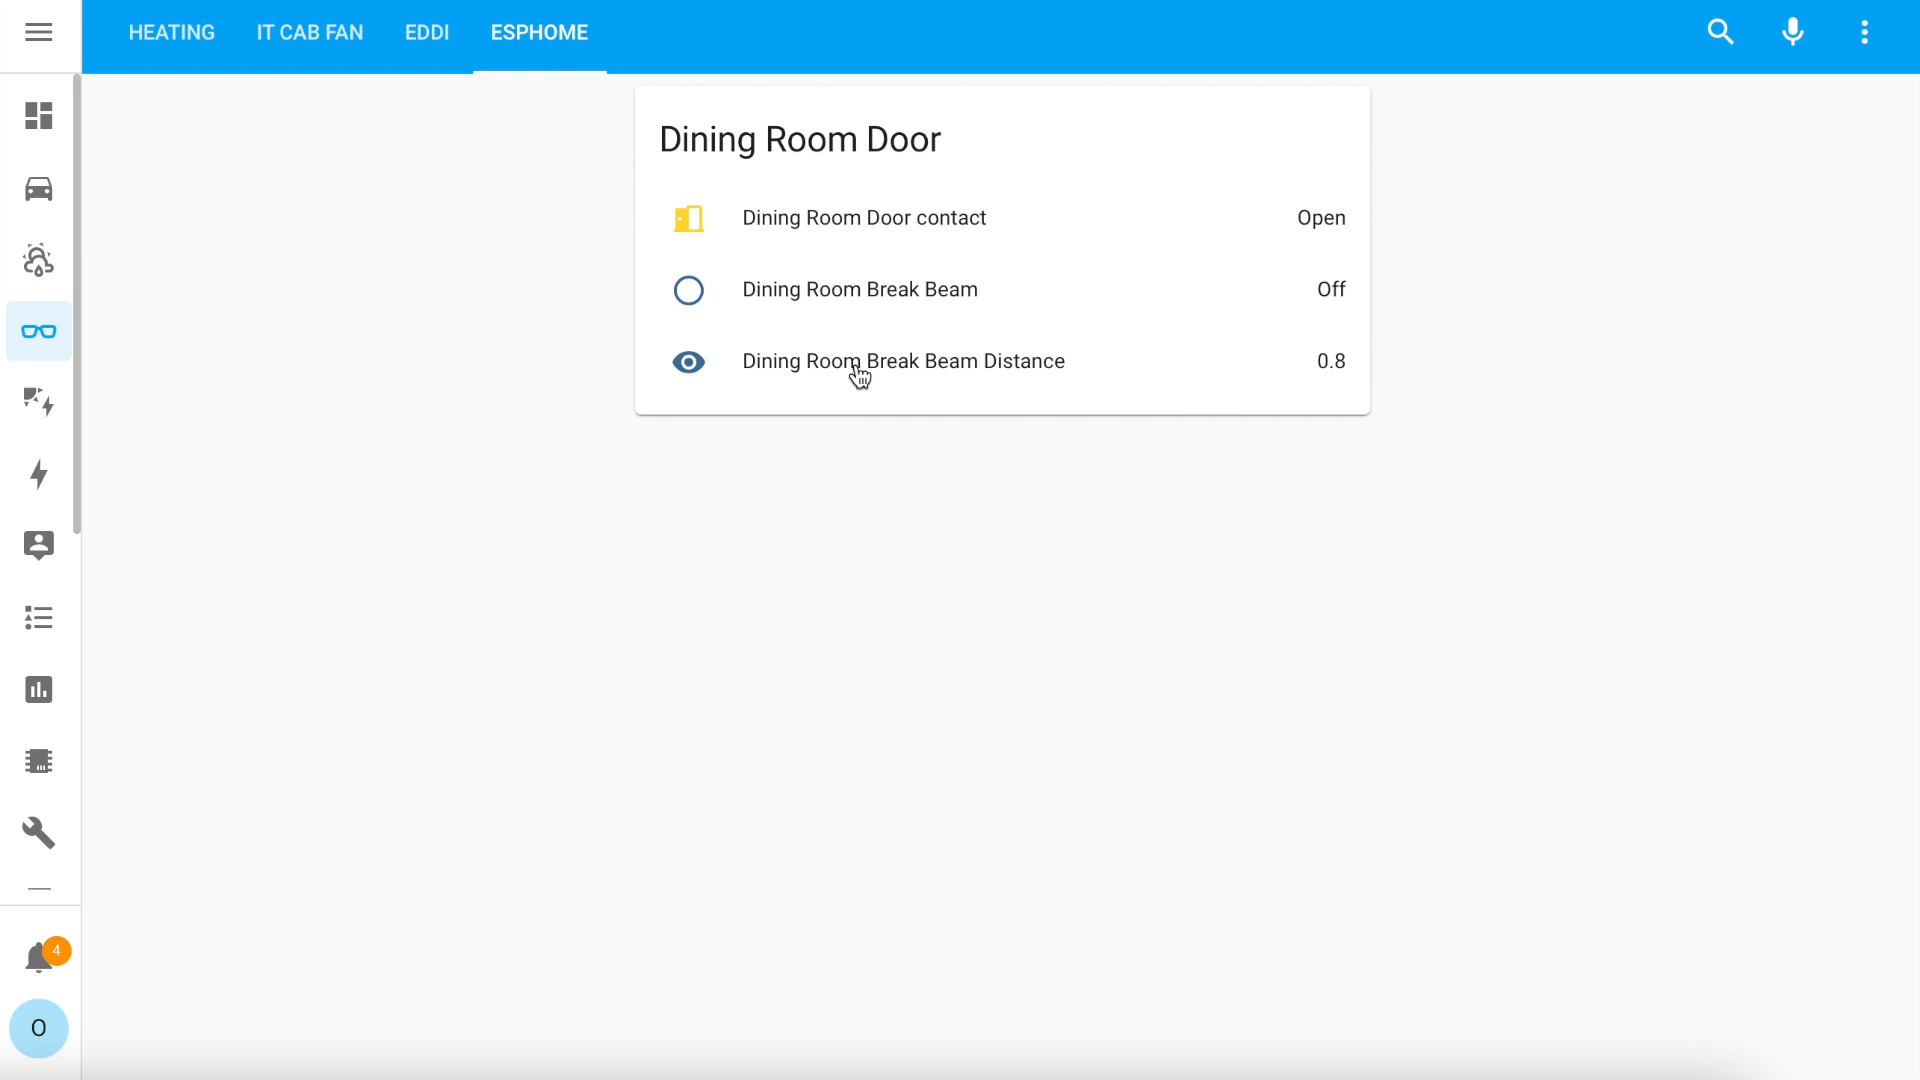 HEATING IT CAB FAN EDDI ESPHOME
Dining Room Door
Dining Room Door contact Open
Dining Room Break Beam Off
Dining Room Break Beam Distance 0.8
4
O